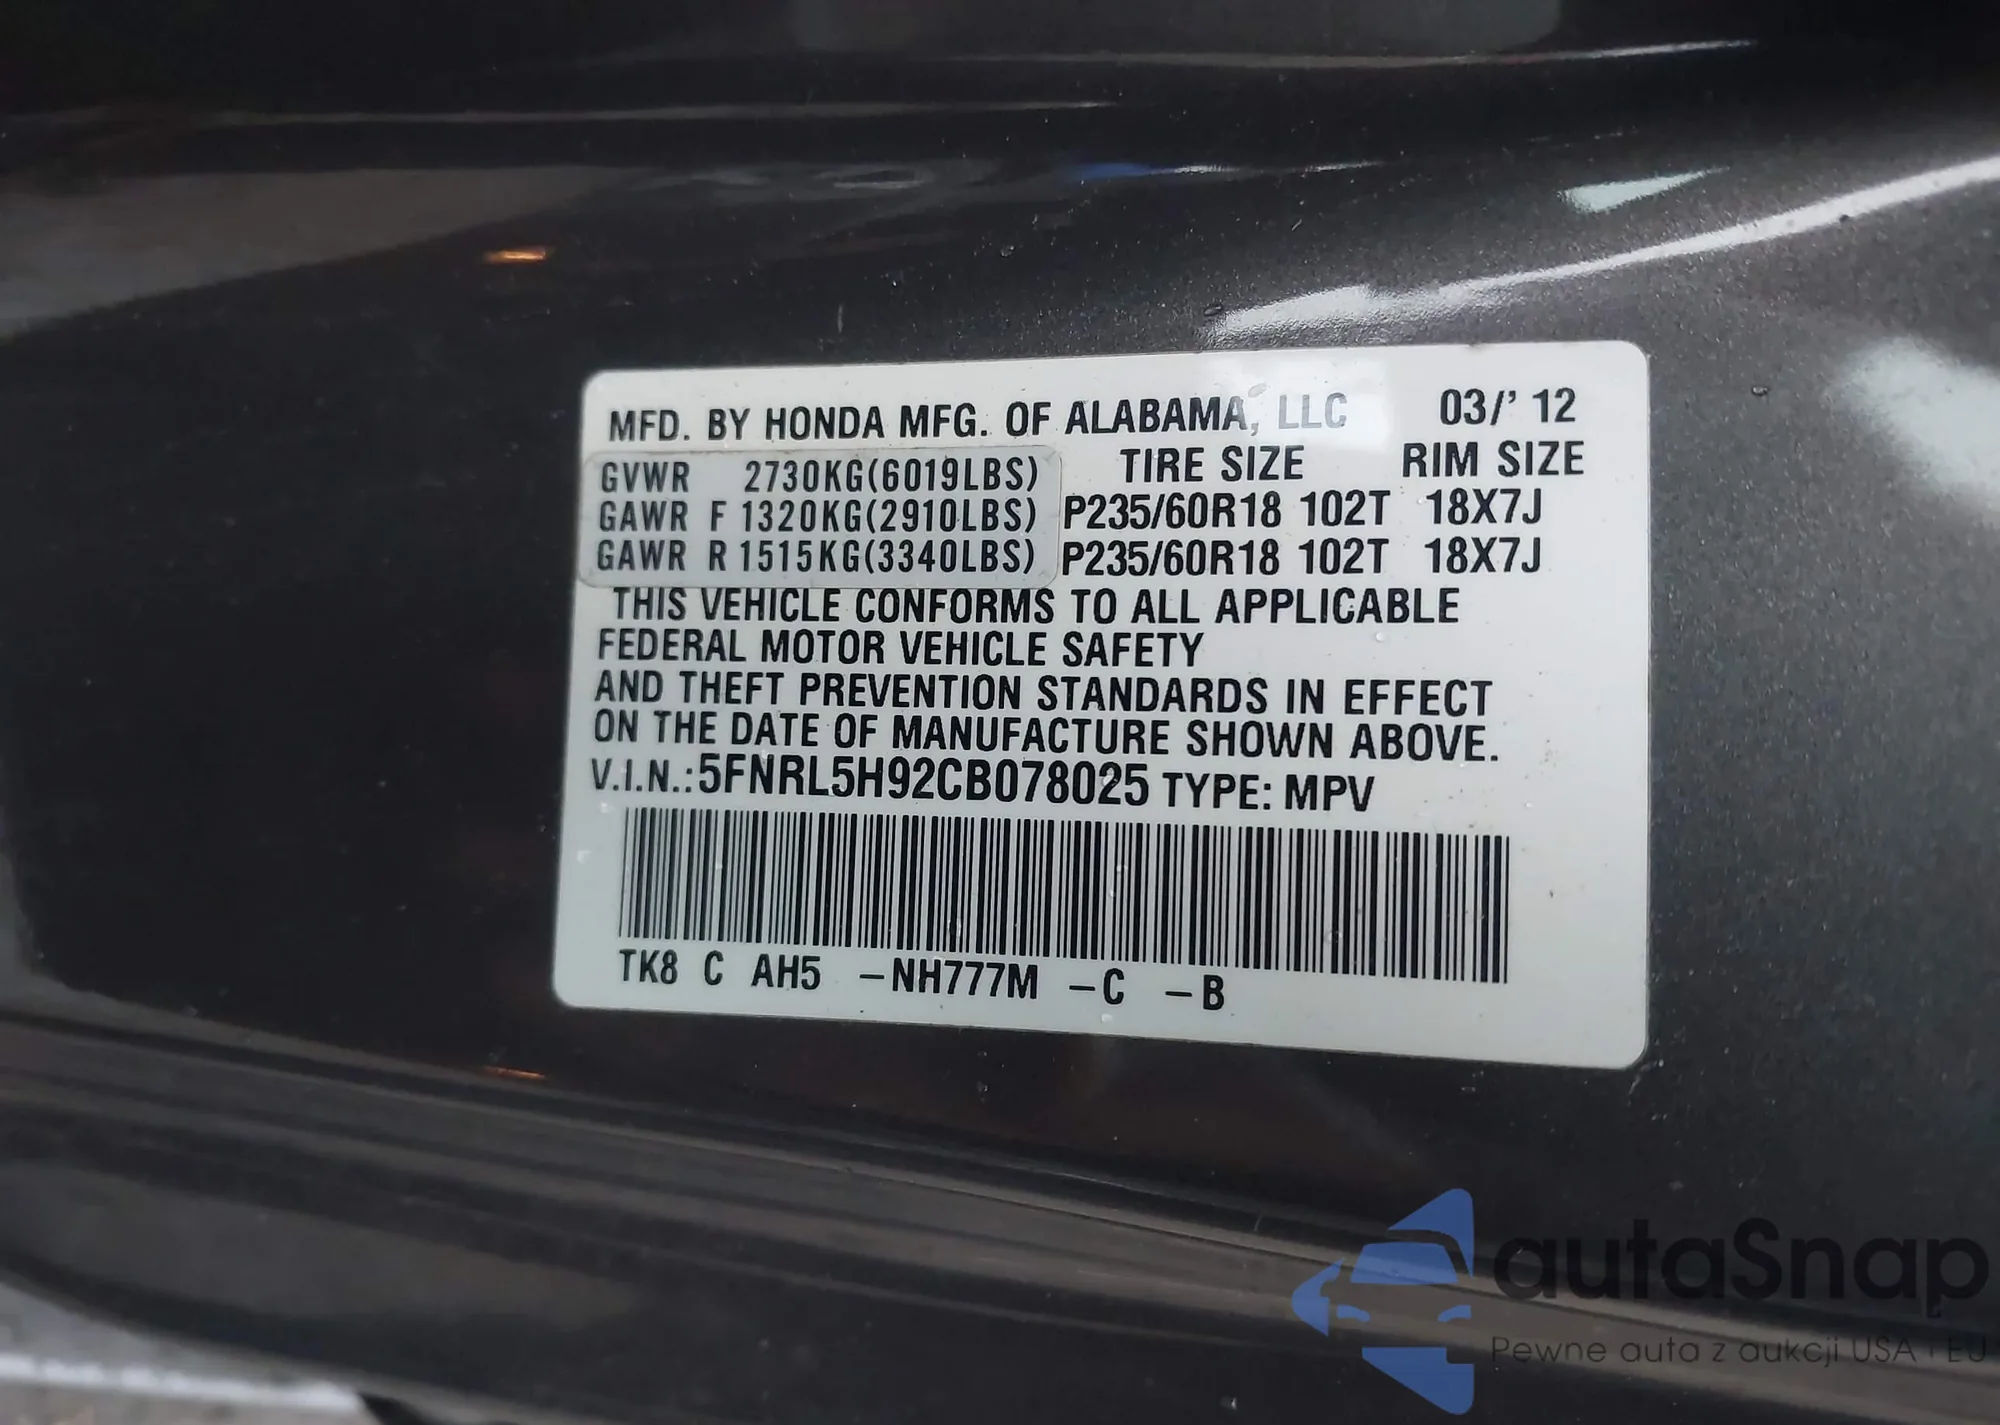 MFD. BY HONDA MFG. OF ALABAMA, LLC 03/' 12
GVWR 2730KG(6019LBS) TIRE SIZE RIM SIZE
GAWR F 1320KG(2910LBS) P235/60R18 102T 18X7J
GAWR R 1515KG(3340LBS) P235/60R18 102T 18X7J
THIS VEHICLE CONFORMS TO ALL APPLICABLE
FEDERAL MOTOR VEHICLE SAFETY
AND THEFT PREVENTION STANDARDS IN EFFECT
ON THE DATE OF MANUFACTURE SHOWN ABOVE.
V.I.N.: 5FNRL5H92CB078025 TYPE: MPV
TK8 C AH5 -NH777M -C -B
autaSnap
Pewne auta z aukcji USA i EU